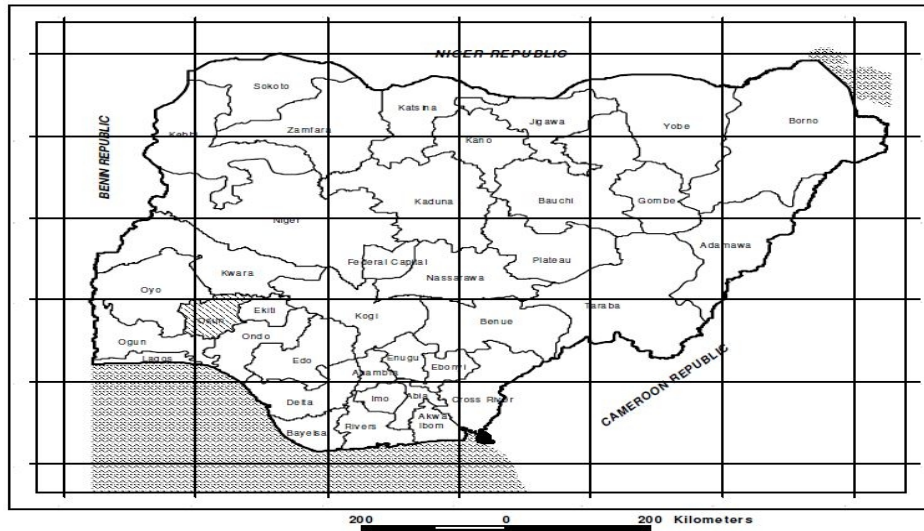 NIGER REPUBLIC
Sokoto
Katsina
Jigawa
Yobe
Borno
Kebbi
Zamfara
Kano
BENIN REPUBLIC
Kaduna
Bauchi
Gombe
Niger
Adamawa
Federal Capital
Plateau
Kwara
Nassarawa
Oyo
Taraba
Osun
Ekiti
Kogi
Benue
Ogun
Ondo
Lagos
Edo
Enugu
Ebonyi
Anambra
CAMEROON REPUBLIC
Delta
Imo
Abia
Cross River
Bayelsa
Rivers
Akwa
Ibom
200 0 200 Kilometers